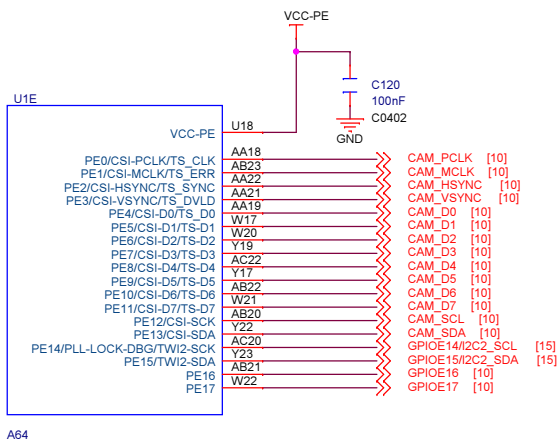 VCC-PE
C120
100nF
C0402
GND
U1E
VCC-PE U18
PE0/CSI-PCLK/TS_CLK AA18 CAM_PCLK [10]
PE1/CSI-MCLK/TS_ERR AB23 CAM_MCLK [10]
PE2/CSI-HSYNC/TS_SYNC AA22 CAM_HSYNC [10]
PE3/CSI-VSYNC/TS_DVLD AA21 CAM_VSYNC [10]
PE4/CSI-D0/TS_D0 AA19 CAM_D0 [10]
PE5/CSI-D1/TS-D1 W17 CAM_D1 [10]
PE6/CSI-D2/TS-D2 W20 CAM_D2 [10]
PE7/CSI-D3/TS-D3 Y19 CAM_D3 [10]
PE8/CSI-D4/TS-D4 AC22 CAM_D4 [10]
PE9/CSI-D5/TS-D5 Y17 CAM_D5 [10]
PE10/CSI-D6/TS-D6 AB22 CAM_D6 [10]
PE11/CSI-D7/TS-D7 W21 CAM_D7 [10]
PE12/CSI-SCK AB20 CAM_SCL [10]
PE13/CSI-SDA Y22 CAM_SDA [10]
PE14/PLL-LOCK-DBG/TWI2-SCK AC20 GPIOE14/I2C2_SCL [15]
PE15/TWI2-SDA Y23 GPIOE15/I2C2_SDA [15]
PE16 AB21 GPIOE16 [10]
PE17 W22 GPIOE17 [10]
A64